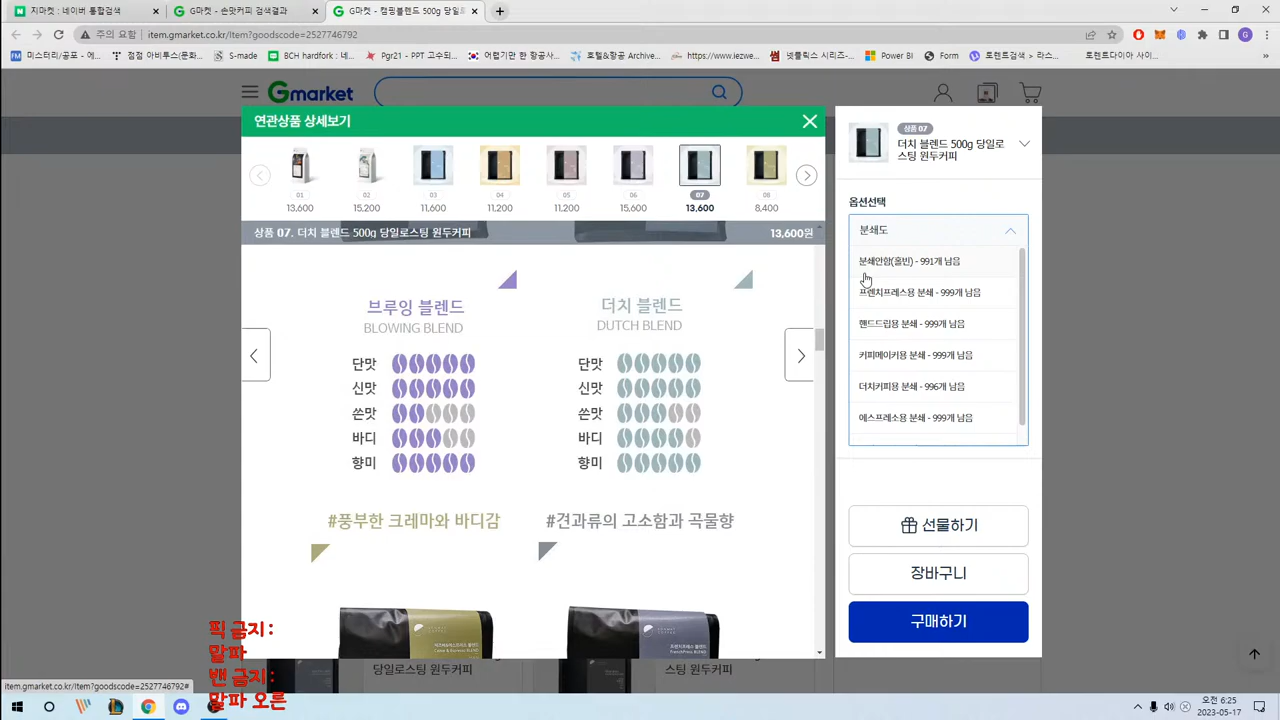 지마켓 : 네이버 통합검색
G마켓 - 손맛커피 검색결과
G마켓 - 캠핑블렌드 500g 당일로
주의 요함
item.gmarket.co.kr/Item?goodscode=2527746792
미스터리/공포 - T...
점점 아비스터(문화...
SearchDoge
BCH hardfork : 네...
Pgr21 - PPT 고도되...
어렵기만 한 항공사...
호텔&항공 Study...
https://www.iezwe...
넷플릭스 시리즈-...
Power BI
Form
토렌트검색 > 라스...
토렌트정보 사이...
Gmarket
연관상품 상세보기
01 02 03 04 05 06 07 08
13,600 15,200 11,600 11,200 11,200 15,600 13,600 8,400
상품 07. 더치 블렌드 500g 당일로스팅 원두커피 13,600원
브루잉 블렌드
BLOWING BLEND
단맛
신맛
쓴맛
바디
향미
더치 블렌드
DUTCH BLEND
단맛
신맛
쓴맛
바디
향미
#풍부한 크레마와 바디감
#견과류의 고소함과 곡물향
상품 07
더치 블렌드 500g 당일로
스팅 원두커피
옵션선택
분쇄도
분쇄안함(홀빈) - 991개 남음
프렌치프레스용 분쇄 - 999개 남음
핸드드립용 분쇄 - 999개 남음
커피메이커용 분쇄 - 999개 남음
더치커피용 분쇄 - 996개 남음
에스프레소용 분쇄 - 999개 남음
선물하기
장바구니
구매하기
당일로스팅 원두커피
스팅 원두커피
픽 금지 :
말파
밴 금지 :
말파 오른
item.gmarket.co.kr/Item?goodscode=2527746792#
오전 6:25
2023-05-17